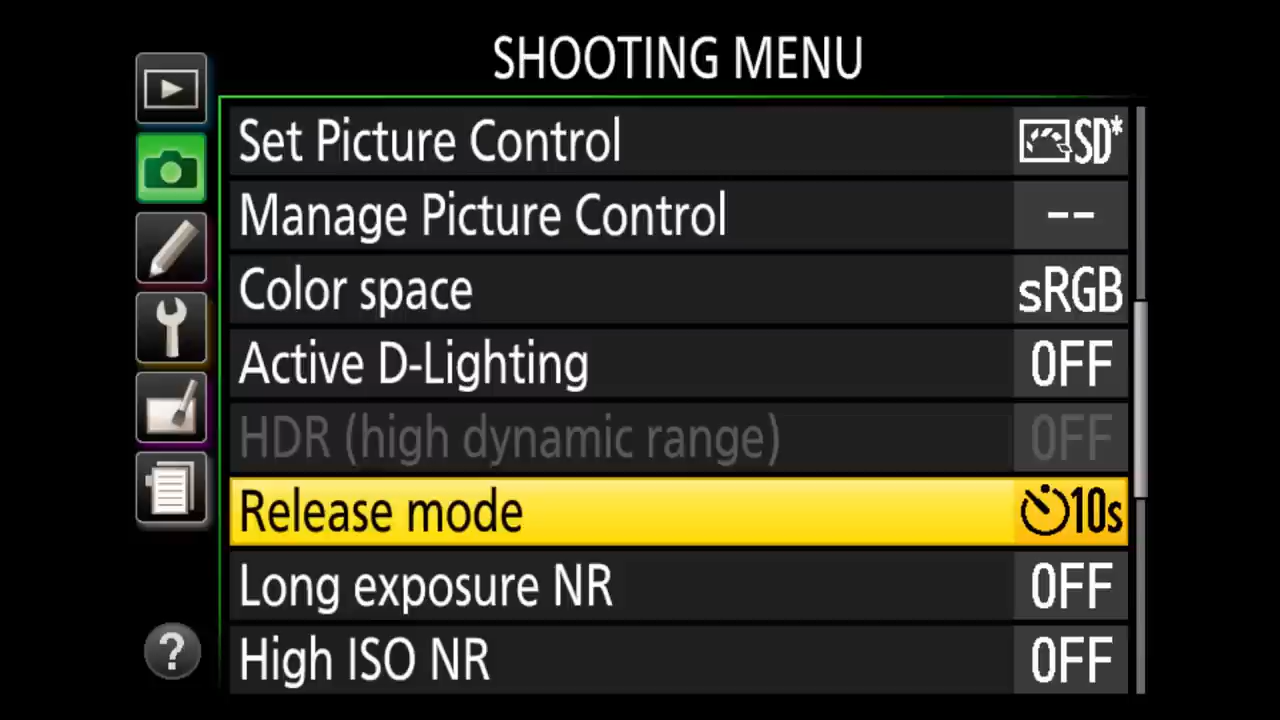 SHOOTING MENU
Set Picture Control SD*
Manage Picture Control --
Color space sRGB
Active D-Lighting OFF
HDR (high dynamic range) OFF
Release mode 10s
Long exposure NR OFF
High ISO NR OFF
?